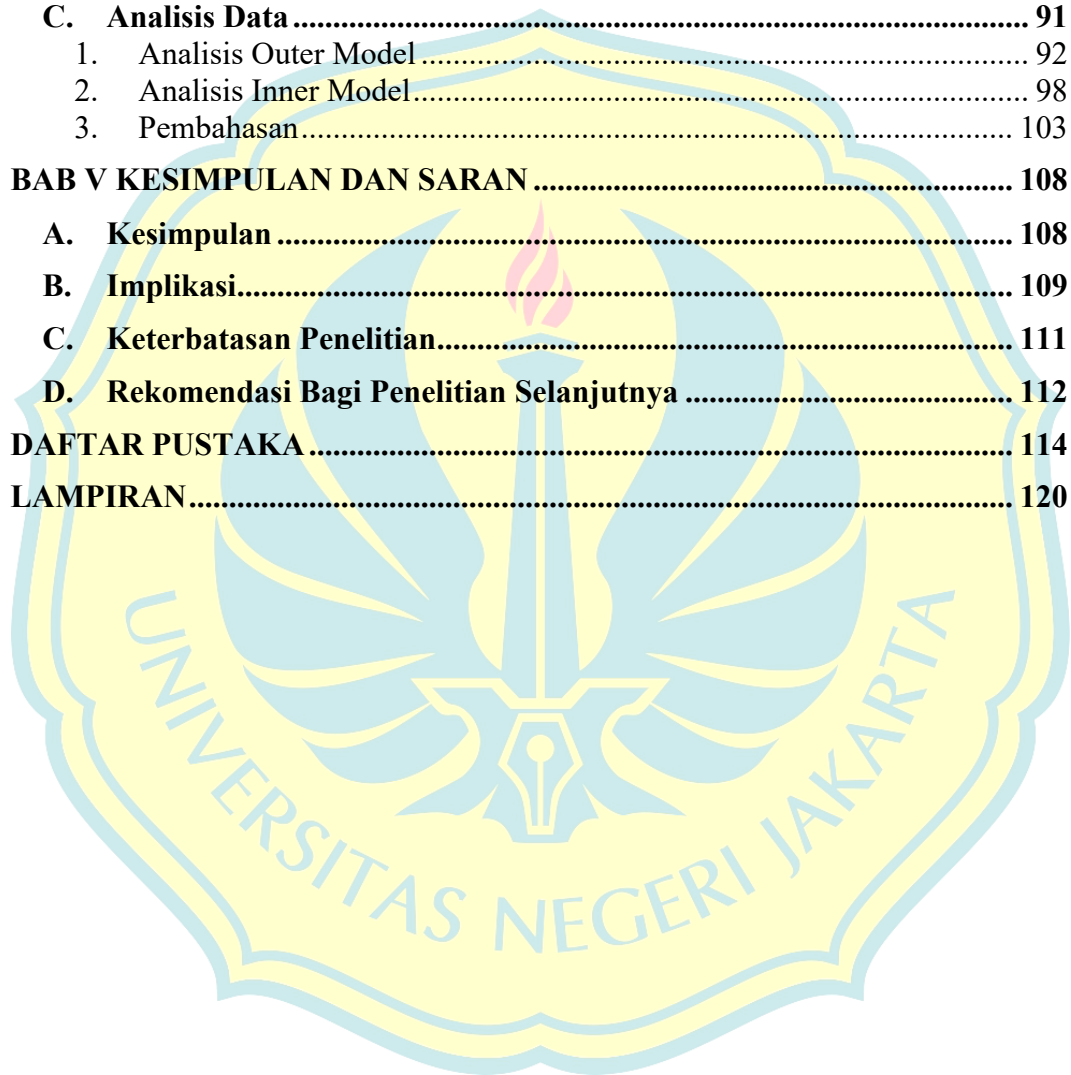 C. Analisis Data........................................................................................... 91
1. Analisis Outer Model........................................................................... 92
2. Analisis Inner Model............................................................................ 98
3. Pembahasan........................................................................................ 103
BAB V KESIMPULAN DAN SARAN............................................................ 108
A. Kesimpulan............................................................................................ 108
B. Implikasi................................................................................................. 109
C. Keterbatasan Penelitian........................................................................ 111
D. Rekomendasi Bagi Penelitian Selanjutnya......................................... 112
DAFTAR PUSTAKA........................................................................................ 114
LAMPIRAN....................................................................................................... 120
UNIVERSITAS NEGERI JAKARTA